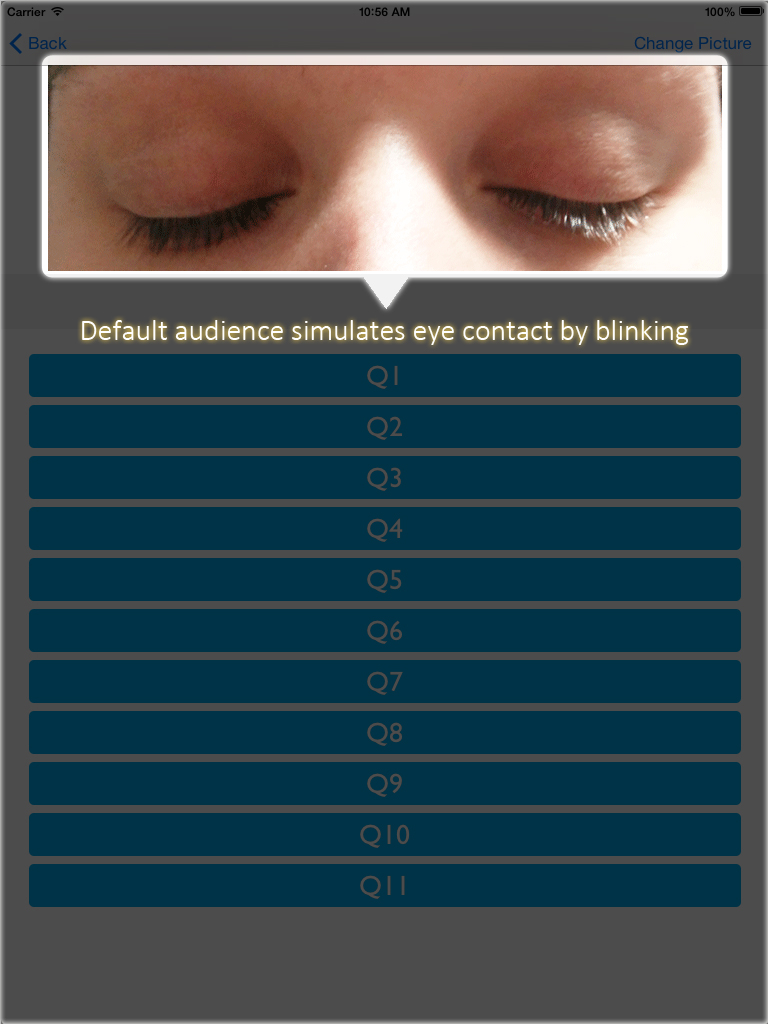 Carrier 10:56 AM 100%
Back Change Picture
Default audience simulates eye contact by blinking
Q1
Q2
Q3
Q4
Q5
Q6
Q7
Q8
Q9
Q10
Q11